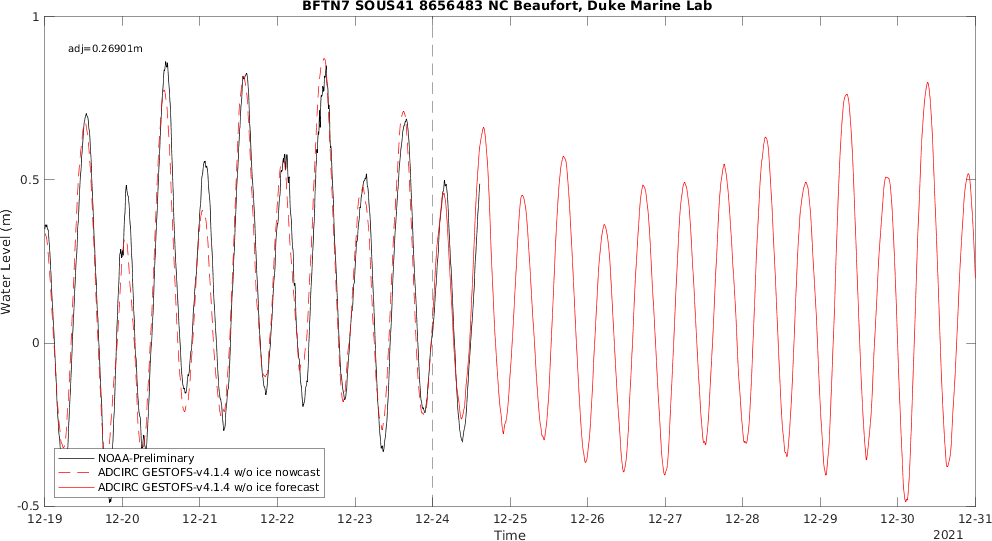 BFTN7 SOUS41 8656483 NC Beaufort, Duke Marine Lab
1
adj=0.26901m
0.5
Water Level (m)
0
NOAA-Preliminary
ADCIRC GESTOFS-v4.1.4 w/o ice nowcast
ADCIRC GESTOFS-v4.1.4 w/o ice forecast
-0.5
12-19 12-20 12-21 12-22 12-23 12-24 12-25 12-26 12-27 12-28 12-29 12-30 12-31
Time
2021